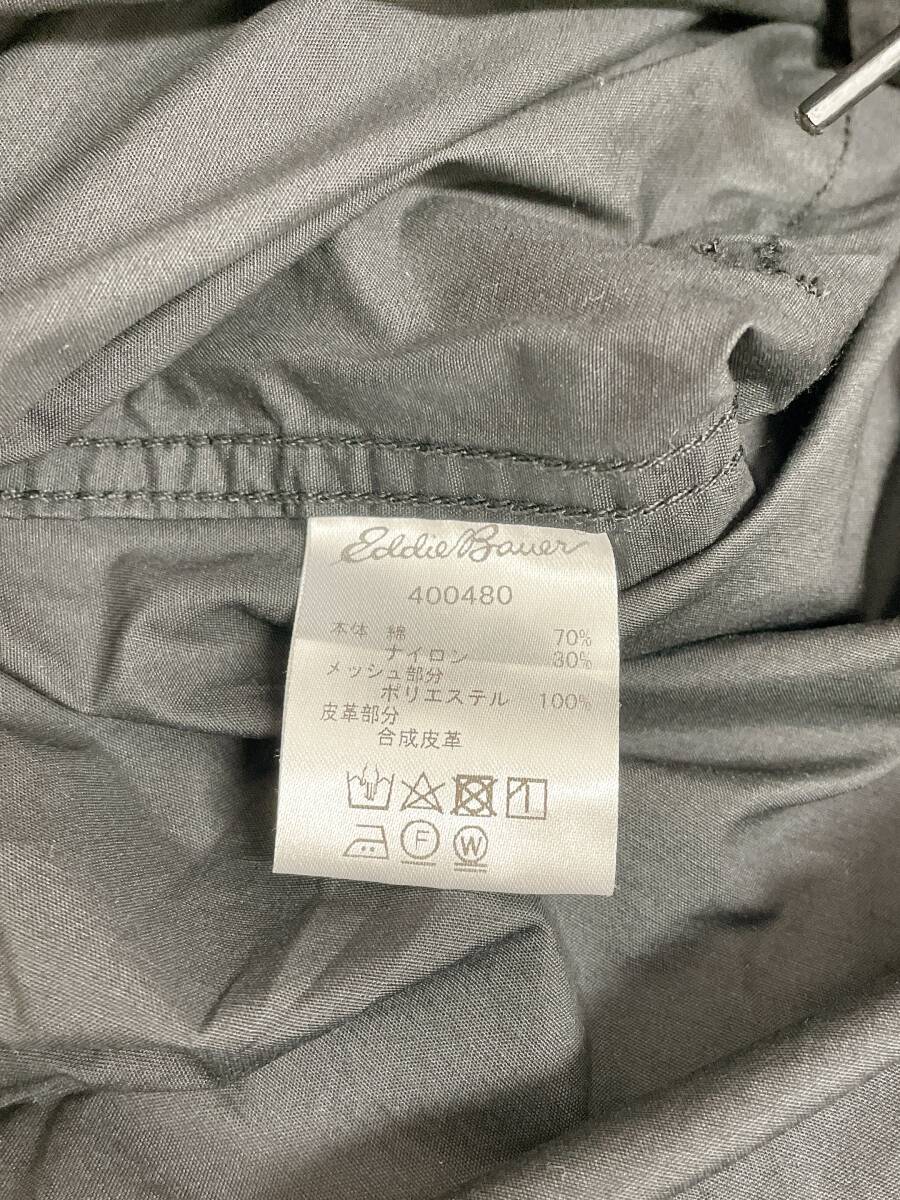 Eddie Bauer
400480
本体 綿 70%
ナイロン 30%
メッシュ部分
ポリエステル 100%
皮革部分
合成皮革
F W